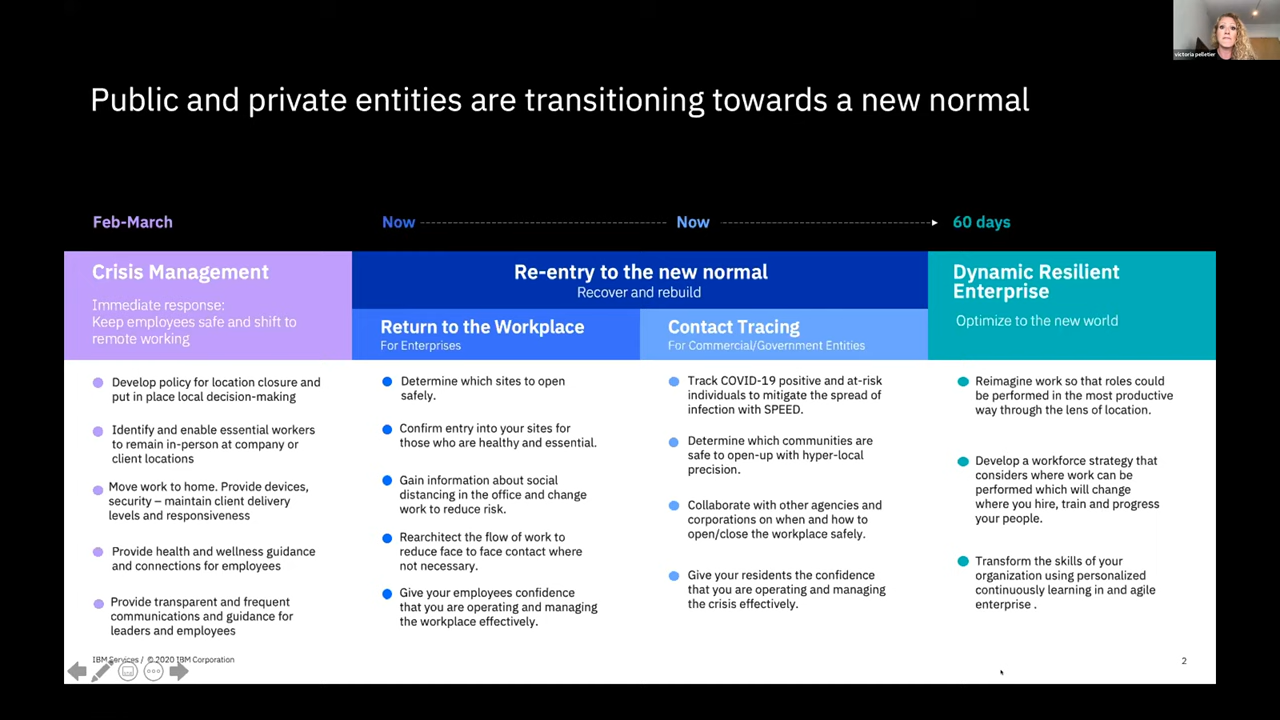 victoria pelletier
Public and private entities are transitioning towards a new normal
Feb-March
Now
Now
60 days
Crisis Management
Immediate response:
Keep employees safe and shift to
remote working
Develop policy for location closure and
put in place local decision-making
Identify and enable essential workers
to remain in-person at company or
client locations
Move work to home. Provide devices,
security – maintain client delivery
levels and responsiveness
Provide health and wellness guidance
and connections for employees
Provide transparent and frequent
communications and guidance for
leaders and employees
Re-entry to the new normal
Recover and rebuild
Return to the Workplace
For Enterprises
Determine which sites to open
safely.
Confirm entry into your sites for
those who are healthy and essential.
Gain information about social
distancing in the office and change
work to reduce risk.
Rearchitect the flow of work to
reduce face to face contact where
not necessary.
Give your employees confidence
that you are operating and managing
the workplace effectively.
Contact Tracing
For Commercial/Government Entities
Track COVID-19 positive and at-risk
individuals to mitigate the spread of
infection with SPEED.
Determine which communities are
safe to open-up with hyper-local
precision.
Collaborate with other agencies and
corporations on when and how to
open/close the workplace safely.
Give your residents the confidence
that you are operating and managing
the crisis effectively.
Dynamic Resilient
Enterprise
Optimize to the new world
Reimagine work so that roles could
be performed in the most productive
way through the lens of location.
Develop a workforce strategy that
considers where work can be
performed which will change
where you hire, train and progress
your people.
Transform the skills of your
organization using personalized
continuously learning in and agile
enterprise .
IBM Services / © 2020 IBM Corporation
2